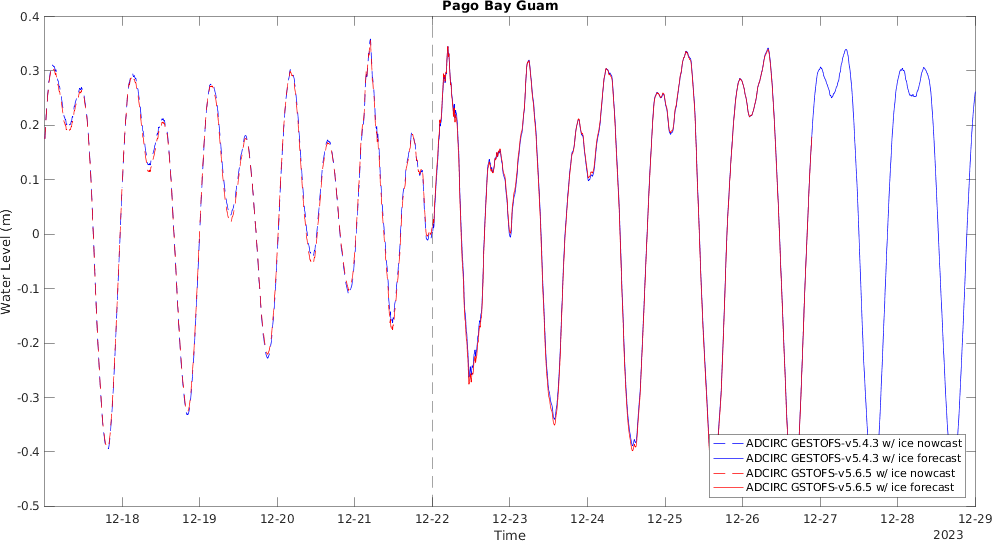 Pago Bay Guam
0.4
0.3
0.2
0.1
0
-0.1
-0.2
-0.3
-0.4
-0.5
Water Level (m)
ADCIRC GESTOFS-v5.4.3 w/ ice nowcast
ADCIRC GESTOFS-v5.4.3 w/ ice forecast
ADCIRC GSTOFS-v5.6.5 w/ ice nowcast
ADCIRC GSTOFS-v5.6.5 w/ ice forecast
12-18 12-19 12-20 12-21 12-22 12-23 12-24 12-25 12-26 12-27 12-28 12-29
Time
2023